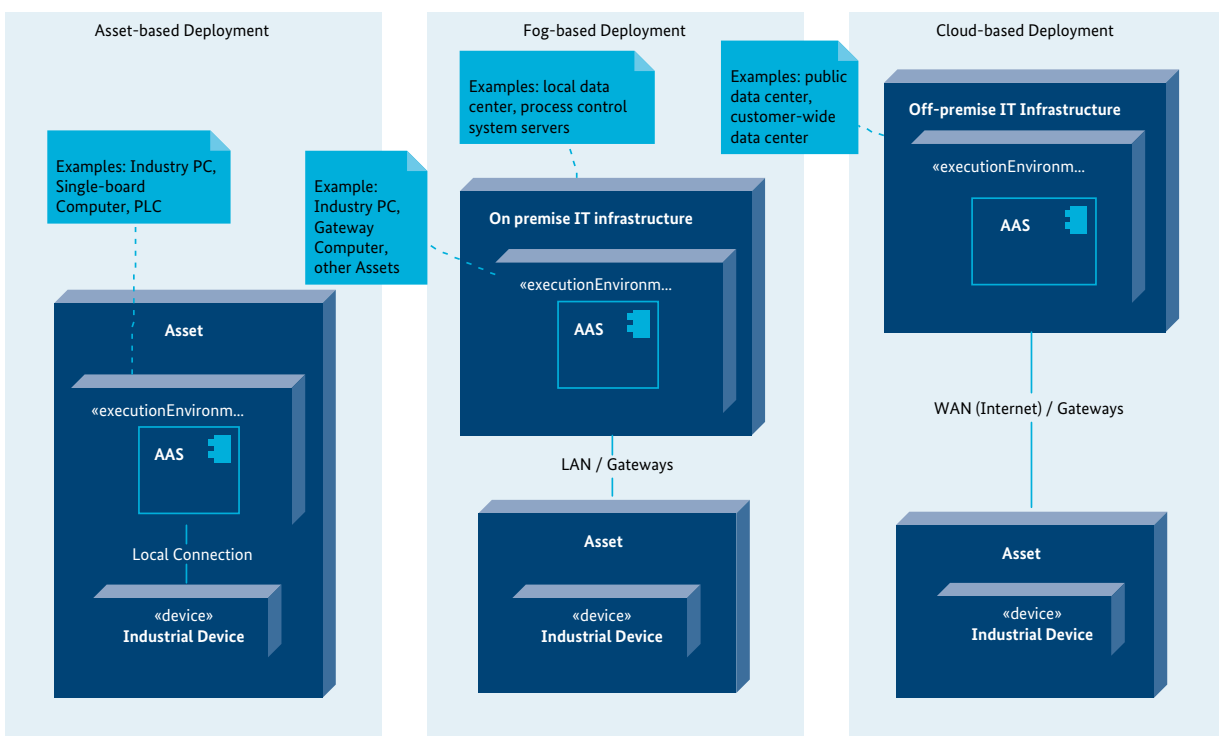 Asset-based Deployment
Examples: Industry PC,
Single-board
Computer, PLC
Asset
«executionEnvironm...
AAS
Local Connection
«device»
Industrial Device
Fog-based Deployment
Examples: local data
center, process control
system servers
Example:
Industry PC,
Gateway
Computer,
other Assets
On premise IT infrastructure
«executionEnvironm...
AAS
LAN / Gateways
Asset
«device»
Industrial Device
Cloud-based Deployment
Examples: public
data center,
customer-wide
data center
Off-premise IT Infrastructure
«executionEnvironm...
AAS
WAN (Internet) / Gateways
Asset
«device»
Industrial Device